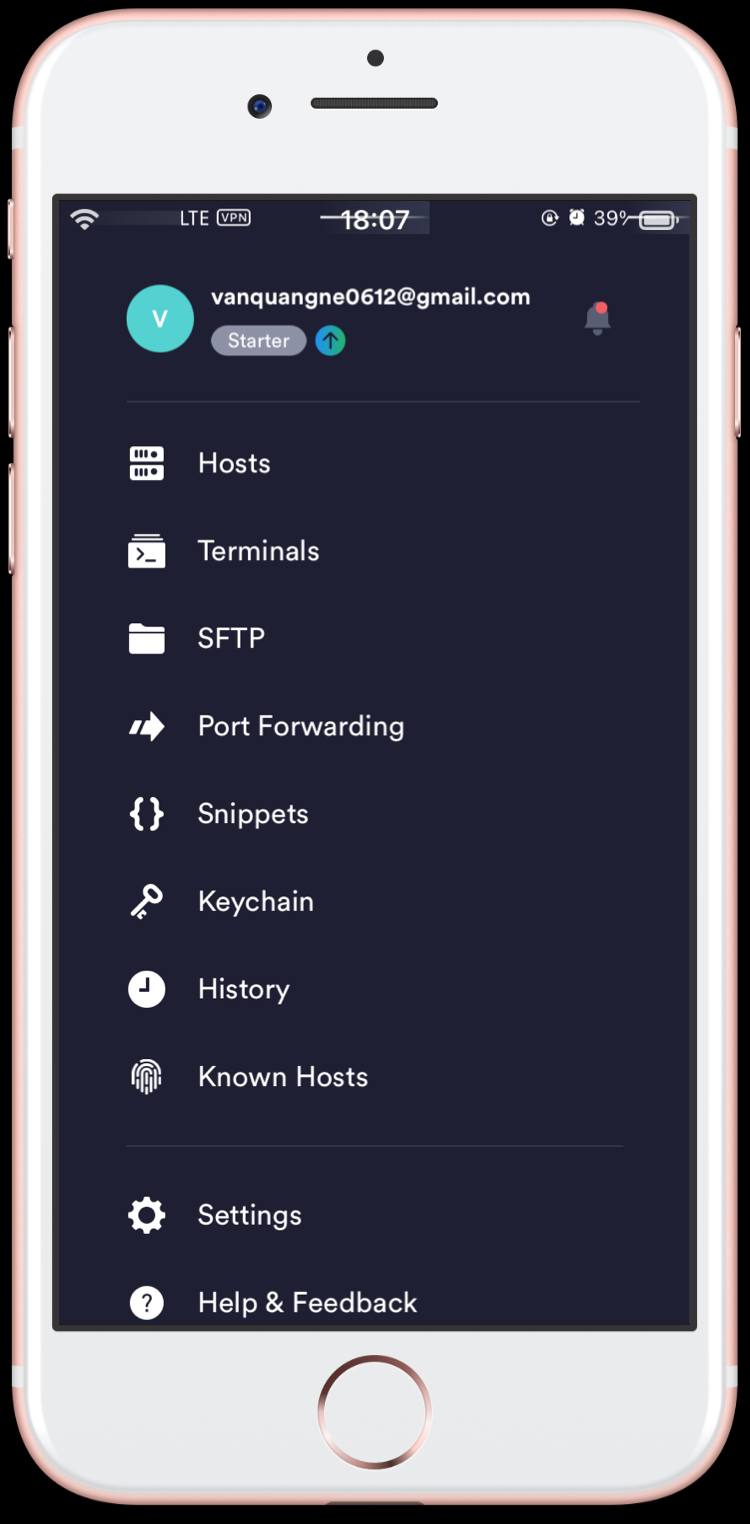 LTE VPN 18:07 39%
vanquangne0612@gmail.com
V
Starter
Hosts
Terminals
SFTP
Port Forwarding
Snippets
Keychain
History
Known Hosts
Settings
Help & Feedback